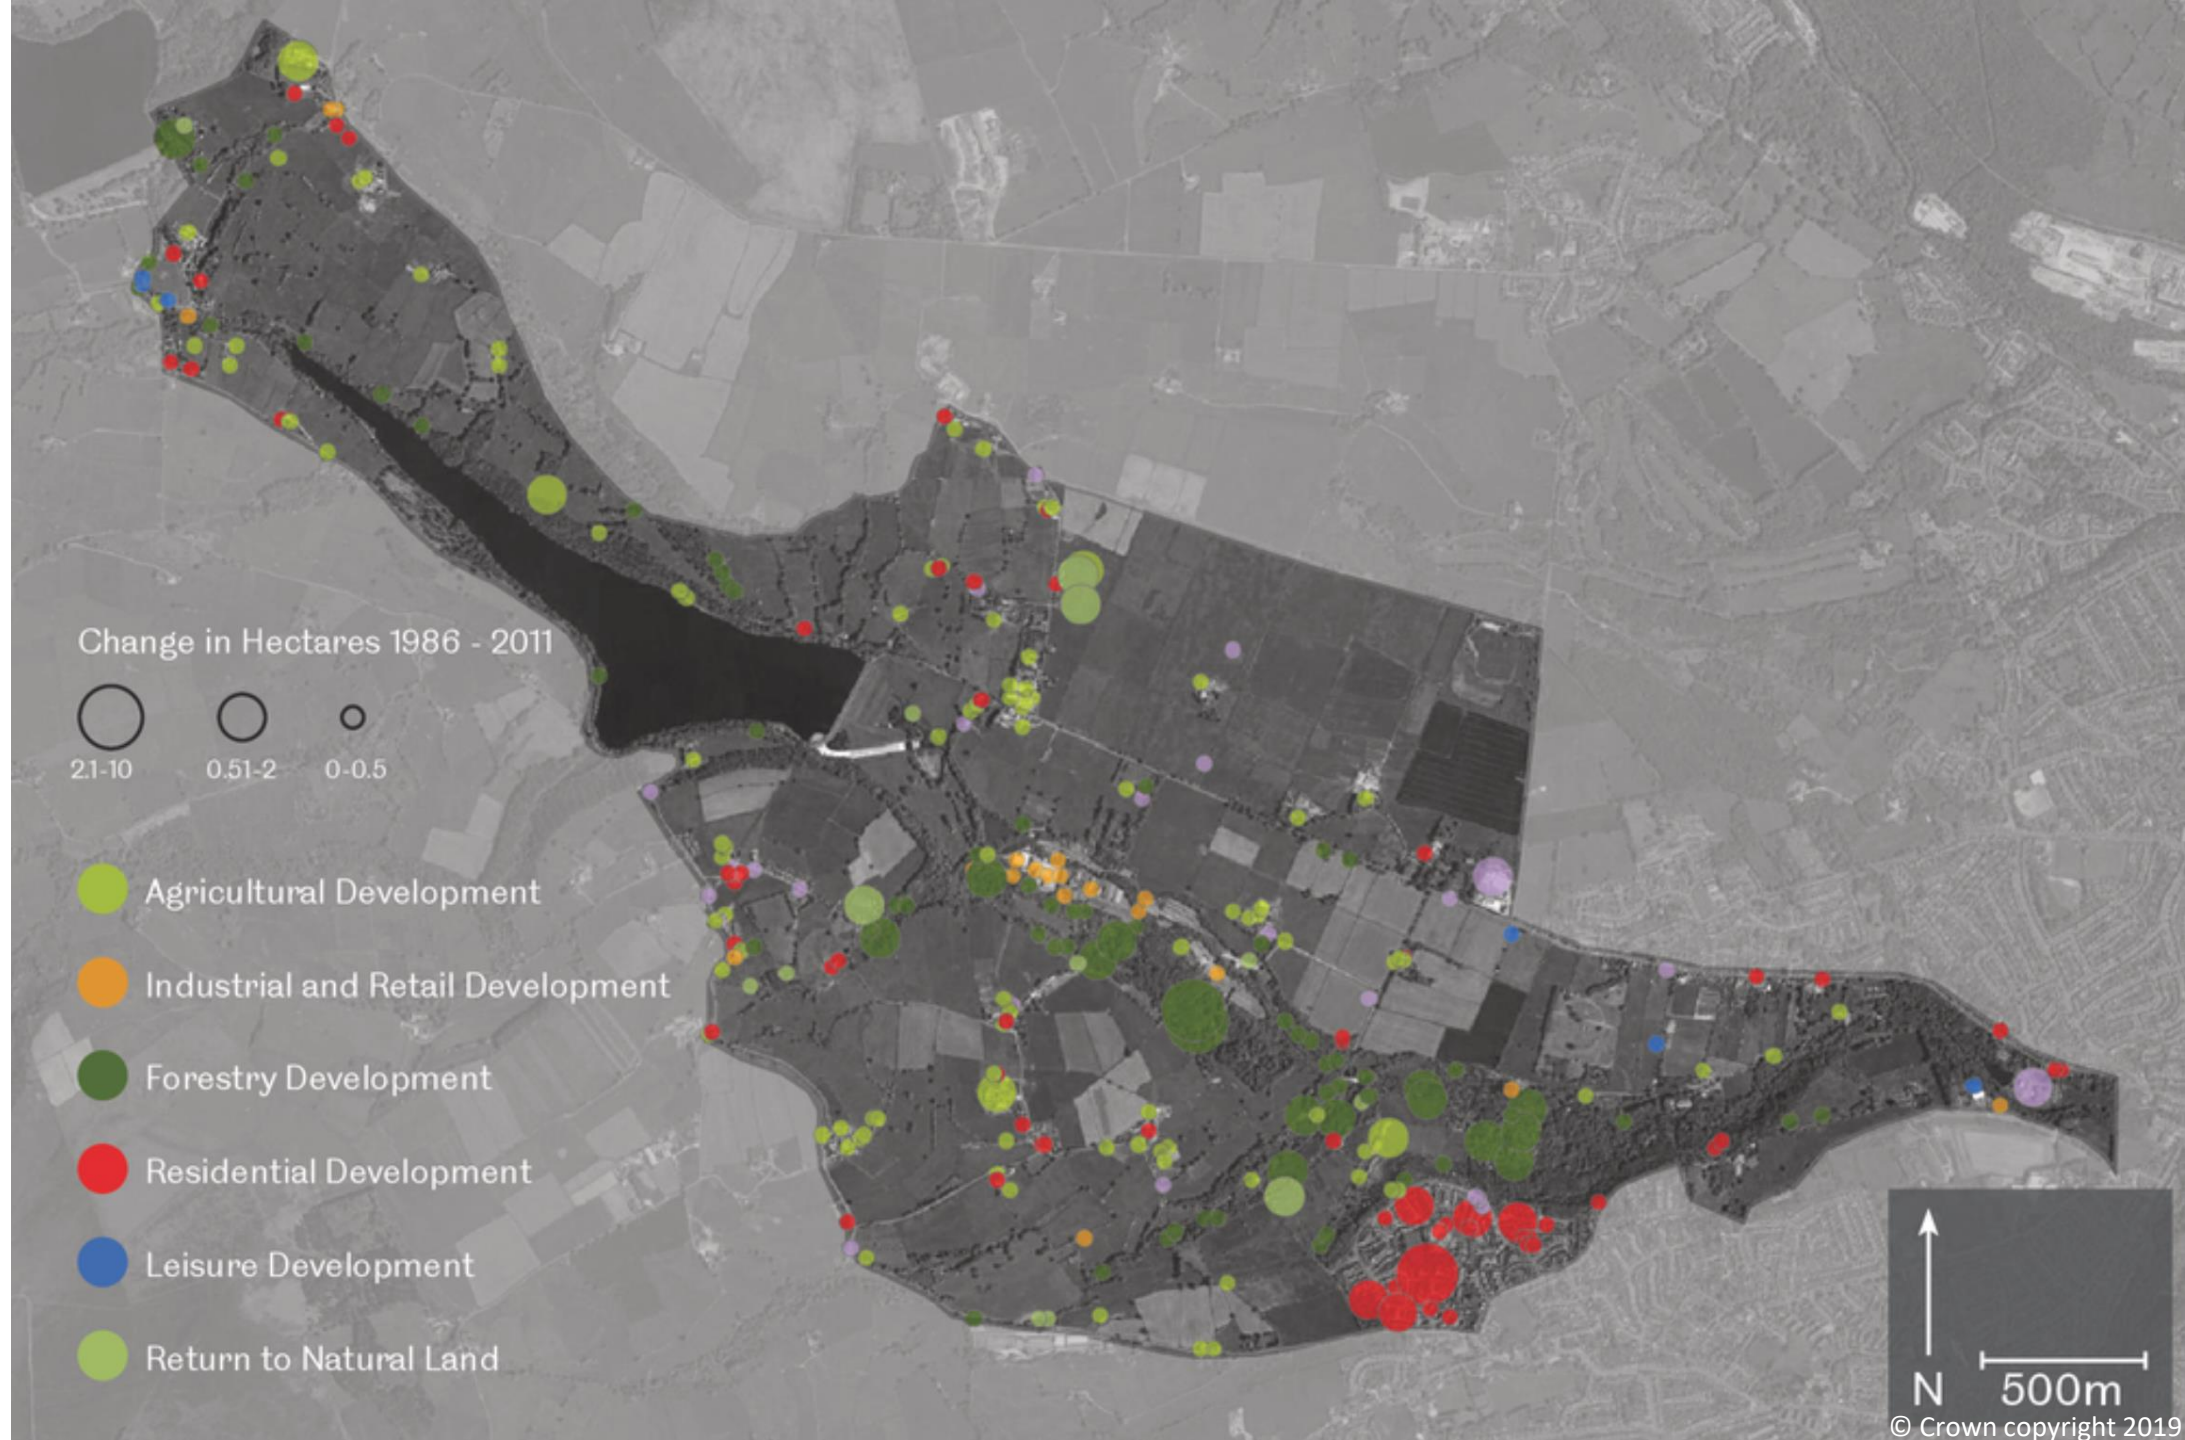 Change in Hectares 1986 - 2011
2.1-10 0.51-2 0-0.5
Agricultural Development
Industrial and Retail Development
Forestry Development
Residential Development
Leisure Development
Return to Natural Land
N 500m
© Crown copyright 2019